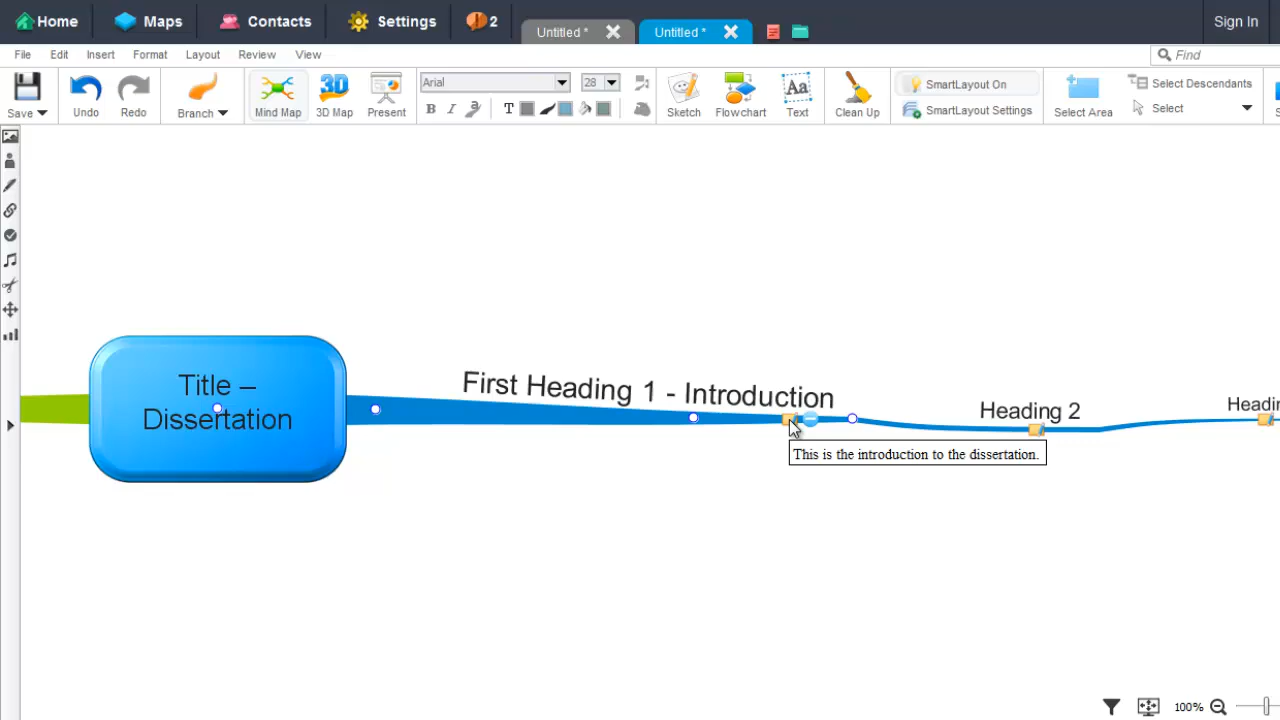 Home
Maps
Contacts
Settings
2
Untitled *
Untitled *
Sign In
File
Edit
Insert
Format
Layout
Review
View
Find
Save
Undo
Redo
Branch
Mind Map
3D Map
Present
Arial
28
B
I
T
Sketch
Flowchart
Aa
Text
Clean Up
SmartLayout On
SmartLayout Settings
Select Area
Select Descendants
Select
Title –
Dissertation
First Heading 1 - Introduction
Heading 2
This is the introduction to the dissertation.
100%